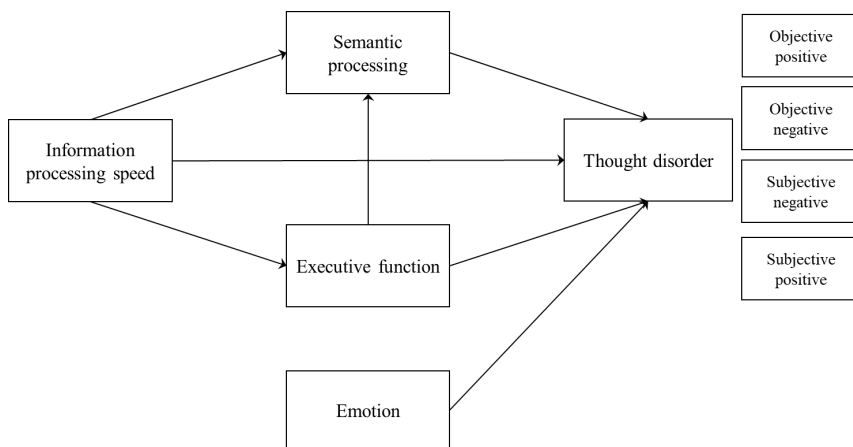 Semantic
processing
Information
processing speed
Executive function
Emotion
Thought disorder
Objective
positive
Objective
negative
Subjective
negative
Subjective
positive